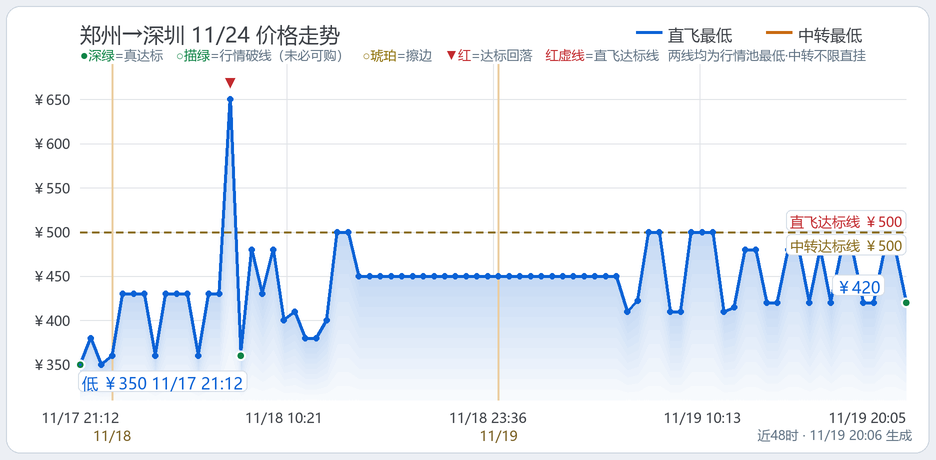 郑州→深圳 11/24 价格走势
直飞最低 中转最低
●深绿=真达标 ○描绿=行情破线（未必可购） ○琥珀=擦边 ▼红=达标回落 红虚线=直飞达标线 两线均为行情池最低·中转不限直挂
¥650
¥600
¥550
¥500
¥450
¥400
¥350
直飞达标线 ¥500
中转达标线 ¥500
¥420
低 ¥350 11/17 21:12
11/17 21:12 11/18 10:21 11/18 23:36 11/19 10:13 11/19 20:05
11/18 11/19
近48时 · 11/19 20:06 生成